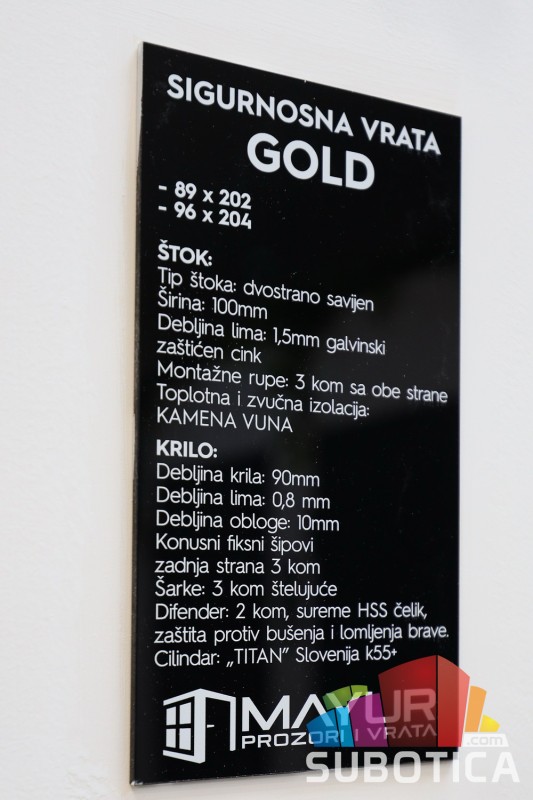 SIGURNOSNA VRATA
GOLD
- 89 x 202
- 96 x 204
ŠTOK:
Tip štoka: dvostrano savijen
Širina: 100mm
Debljina lima: 1,5mm galvinski
zaštićen cink
Montažne rupe: 3 kom sa obe strane
Toplotna i zvučna izolacija:
KAMENA VUNA
KRILO:
Debljina krila: 90mm
Debljina lima: 0,8 mm
Debljina obloge: 10mm
Konusni fiksni šipovi
zadnja strana 3 kom
Šarke: 3 kom štelujuće
Difender: 2 kom, sureme HSS čelik,
zaštita protiv bušenja i lomljenja brave.
Cilindar: „TITAN” Slovenija k55+
MAYUR
PROZORI I VRATA
.com
SUBOTICA